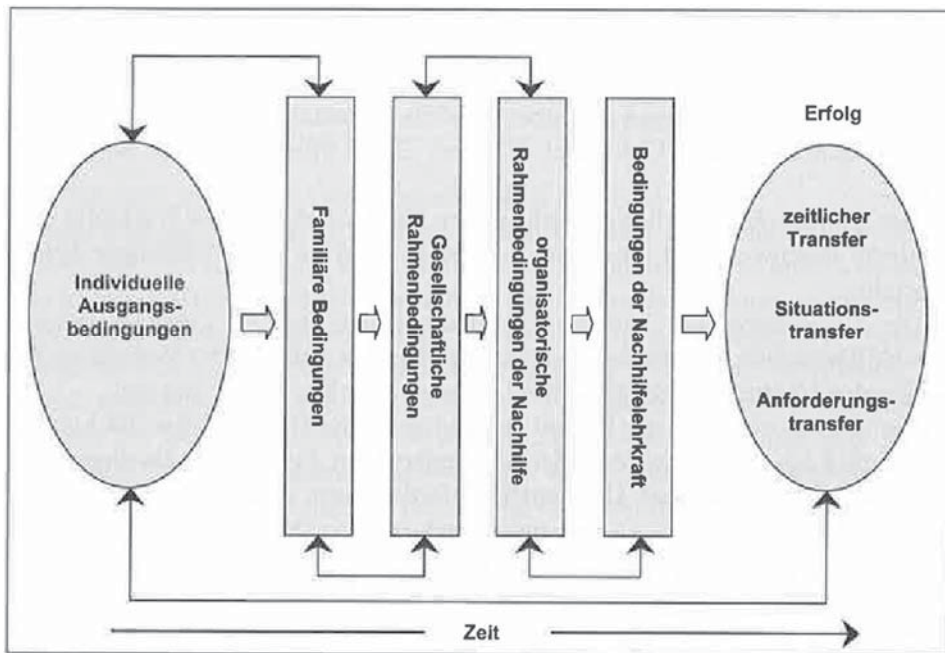 Individuelle
Ausgangs-
bedingungen
Familiäre Bedingungen
Gesellschaftliche
Rahmenbedingungen
organisatorische
Rahmenbedingungen der Nachhilfe
Bedingungen der Nachhilfelehrkraft
Erfolg
zeitlicher
Transfer
Situations-
transfer
Anforderungs-
transfer
Zeit